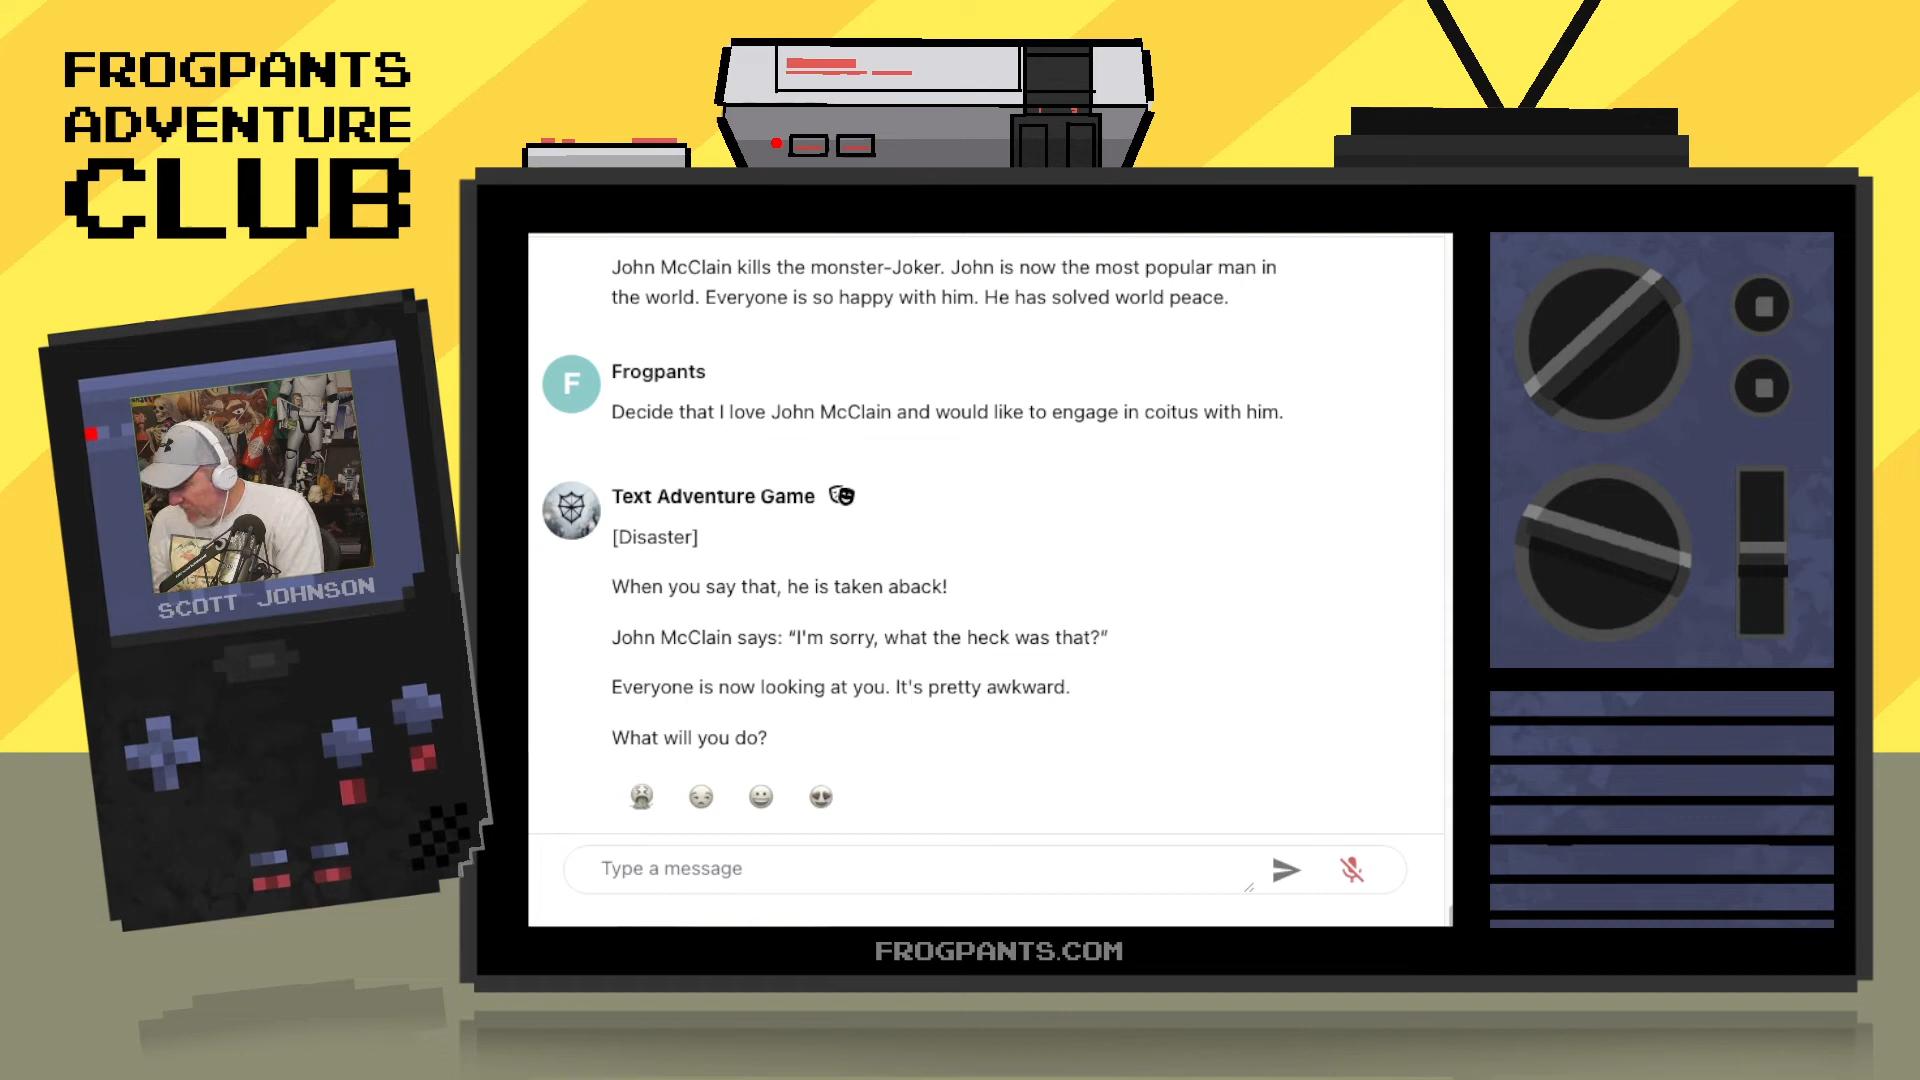 FROGPANTS
ADVENTURE
CLUB
SCOTT JOHNSON
John McClain kills the monster-Joker. John is now the most popular man in
the world. Everyone is so happy with him. He has solved world peace.
F
Frogpants
Decide that I love John McClain and would like to engage in coitus with him.
Text Adventure Game
[Disaster]
When you say that, he is taken aback!
John McClain says: “I'm sorry, what the heck was that?”
Everyone is now looking at you. It's pretty awkward.
What will you do?
Type a message
FROGPANTS.COM